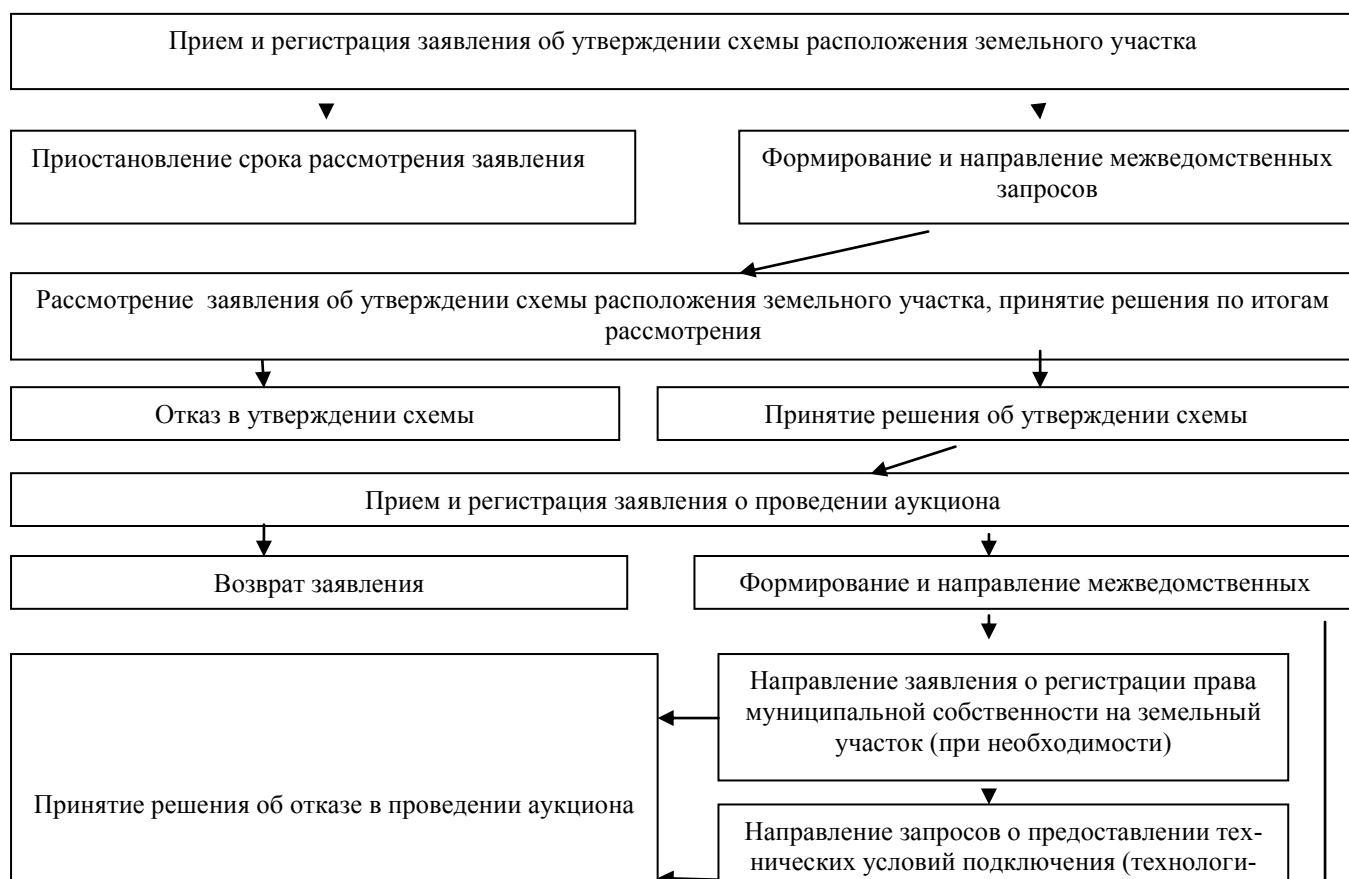 Прием и регистрация заявления об утверждении схемы расположения земельного участка
Приостановление срока рассмотрения заявления
Формирование и направление межведомственных
запросов
Рассмотрение заявления об утверждении схемы расположения земельного участка, принятие решения по итогам
рассмотрения
Отказ в утверждении схемы
Принятие решения об утверждении схемы
Прием и регистрация заявления о проведении аукциона
Возврат заявления
Формирование и направление межведомственных
Направление заявления о регистрации права
муниципальной собственности на земельный
участок (при необходимости)
Принятие решения об отказе в проведении аукциона
Направление запросов о предоставлении тех-
нических условий подключения (технологи-